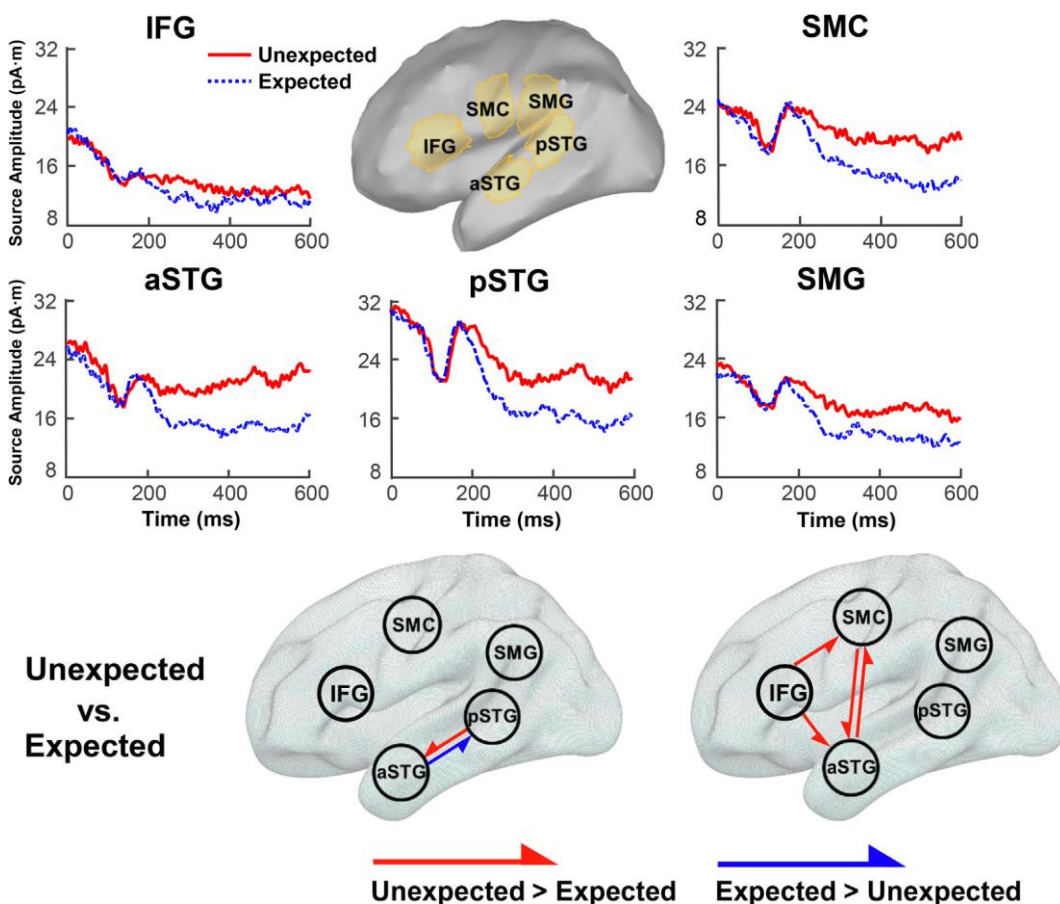 IFG
Unexpected
Expected
SMC
Source Amplitude (pA·m)
32
24
16
8
0
200
400
600
SMC
SMG
IFG
pSTG
aSTG
32
24
16
8
0
200
400
600
aSTG
pSTG
SMG
Source Amplitude (pA·m)
32
24
16
8
0
200
400
600
Time (ms)
32
24
16
8
0
200
400
600
Time (ms)
32
24
16
8
0
200
400
600
Time (ms)
Unexpected
vs.
Expected
SMC
SMG
IFG
pSTG
aSTG
SMC
SMG
IFG
pSTG
aSTG
Unexpected > Expected
Expected > Unexpected